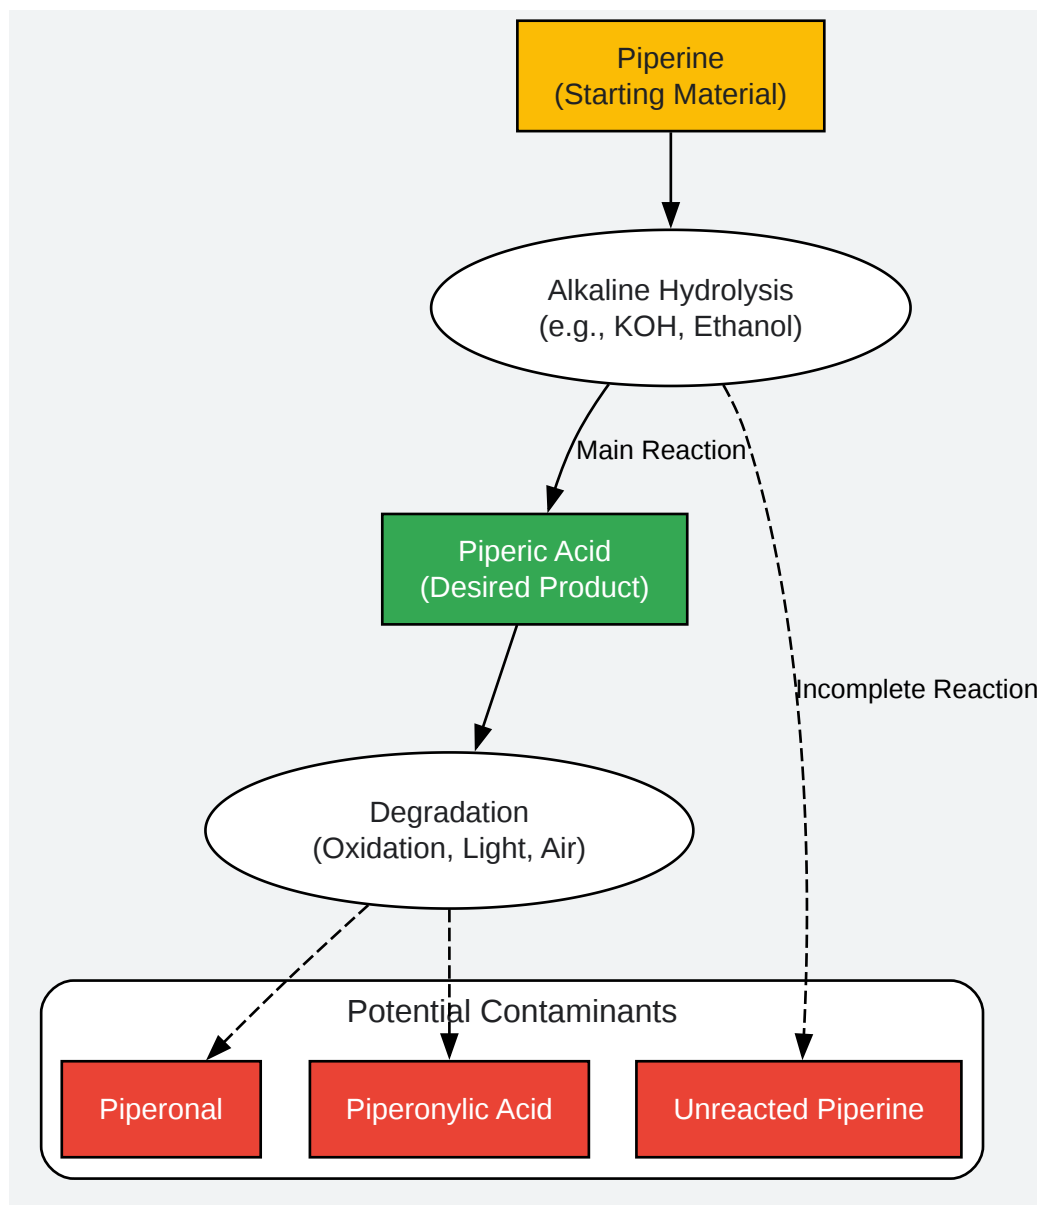 Piperine
(Starting Material)
Alkaline Hydrolysis
(e.g., KOH, Ethanol)
Main Reaction
Piperic Acid
(Desired Product)
Incomplete Reaction
Degradation
(Oxidation, Light, Air)
Potential Contaminants
Piperonal
Piperonylic Acid
Unreacted Piperine